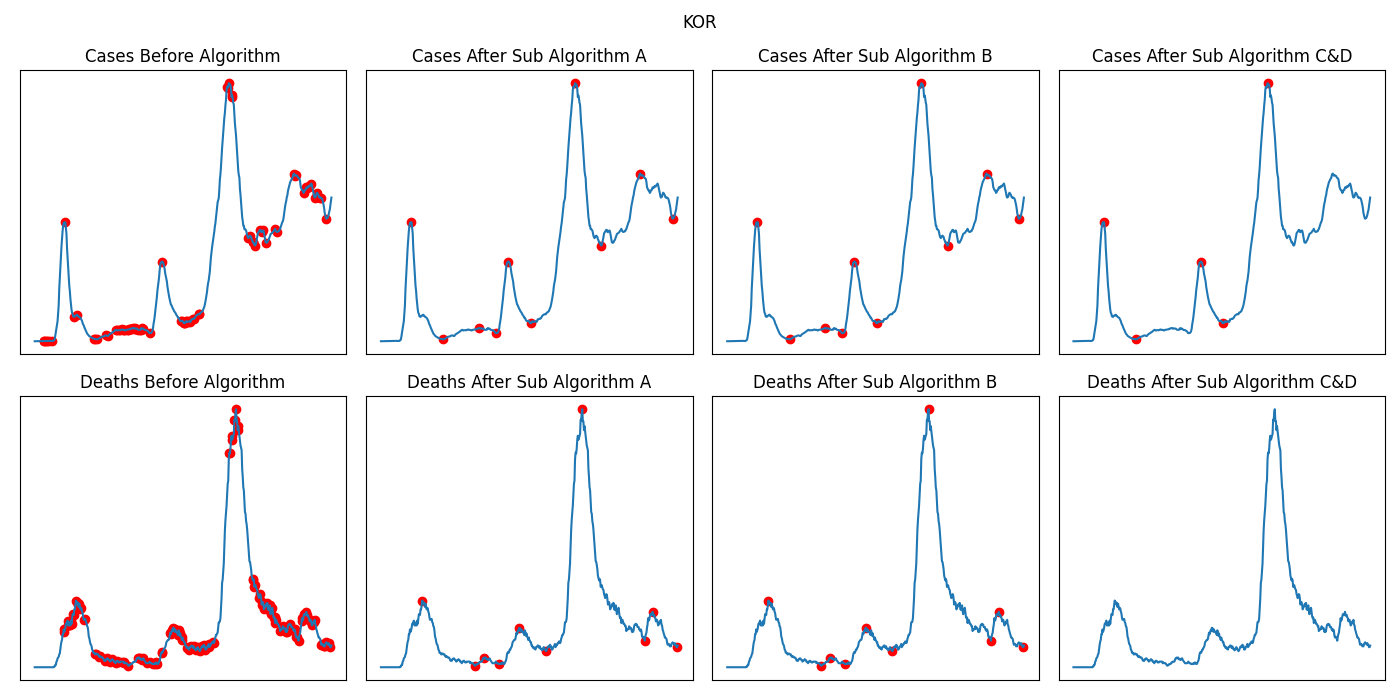 KOR
Cases Before Algorithm
Cases After Sub Algorithm A
Cases After Sub Algorithm B
Cases After Sub Algorithm C&D
Deaths Before Algorithm
Deaths After Sub Algorithm A
Deaths After Sub Algorithm B
Deaths After Sub Algorithm C&D